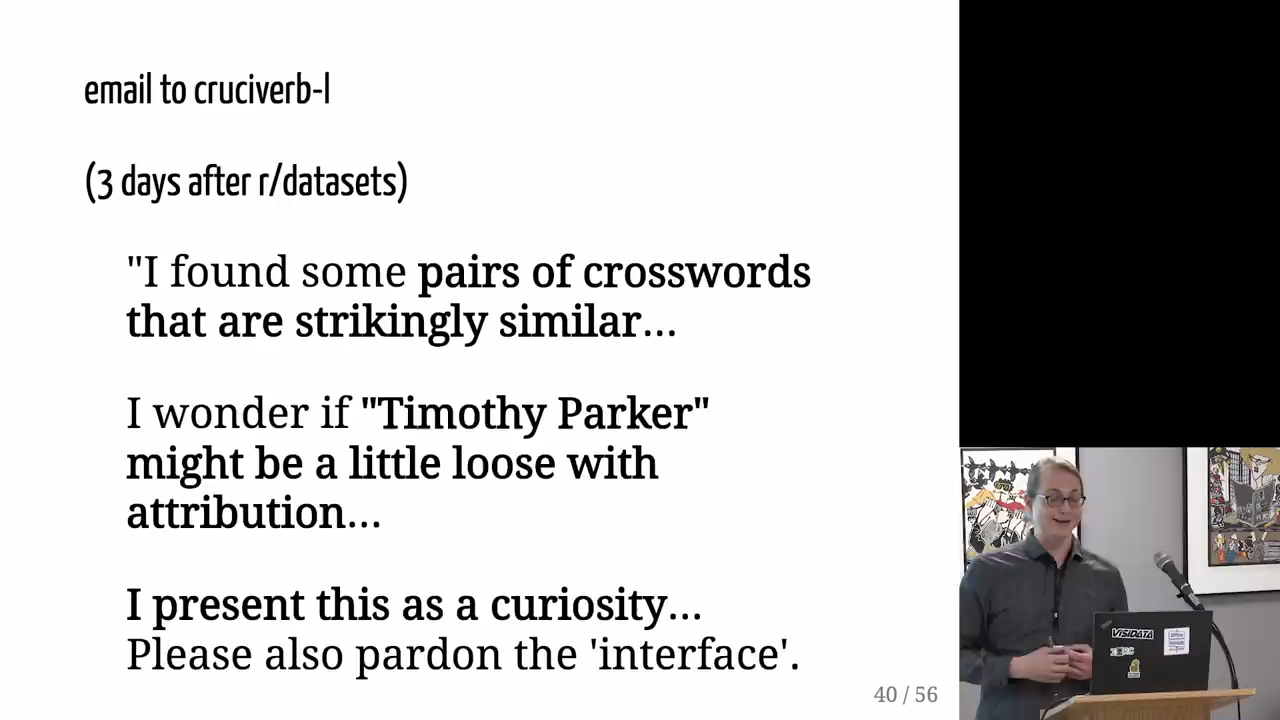 email to cruciverb-l
(3 days after r/datasets)
"I found some pairs of crosswords
that are strikingly similar...
I wonder if "Timothy Parker"
might be a little loose with
attribution...
I present this as a curiosity...
Please also pardon the 'interface'.
40 / 56
VISIDATA